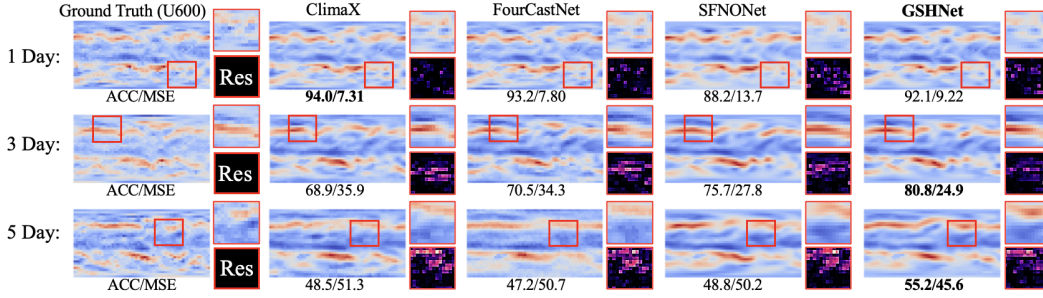 Ground Truth (U600) ClimaX FourCastNet SFNONet GSHNet
1 Day:
Res
ACC/MSE 94.0/7.31 93.2/7.80 88.2/13.7 92.1/9.22
3 Day:
Res
ACC/MSE 68.9/35.9 70.5/34.3 75.7/27.8 80.8/24.9
5 Day:
Res
ACC/MSE 48.5/51.3 47.2/50.7 48.8/50.2 55.2/45.6